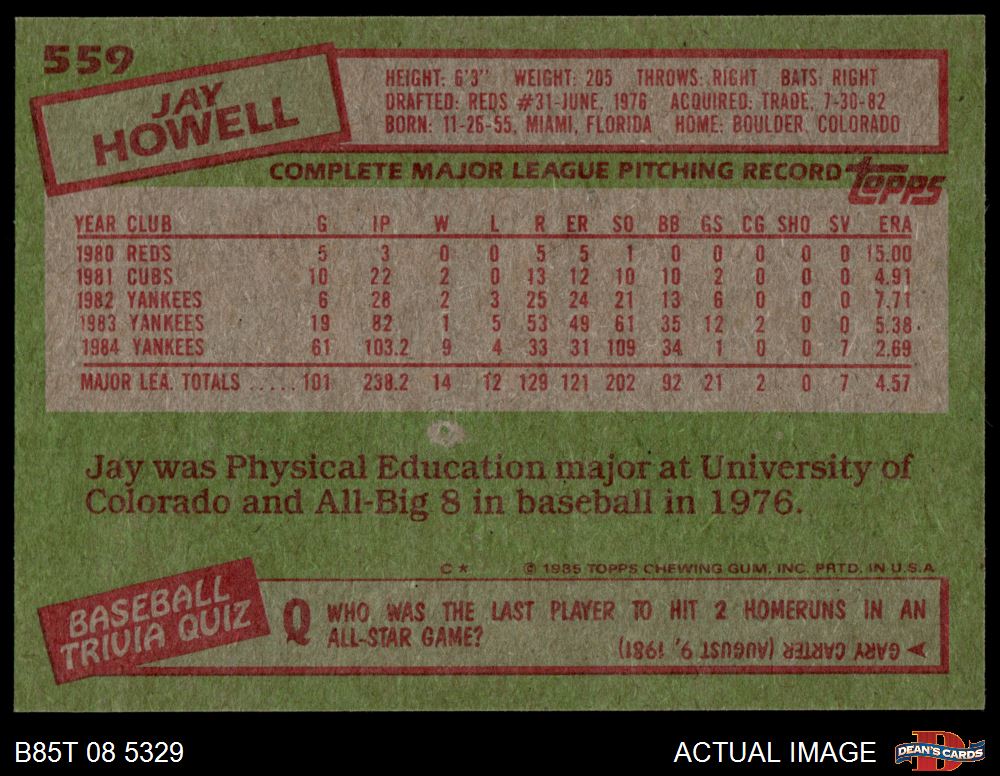 559
JAY
HOWELL
HEIGHT: 6'3" WEIGHT: 205 THROWS: RIGHT BATS: RIGHT
DRAFTED: REDS #31-JUNE, 1976 ACQUIRED: TRADE, 7-30-82
BORN: 11-26-55, MIAMI, FLORIDA HOME: BOULDER, COLORADO
COMPLETE MAJOR LEAGUE PITCHING RECORD topps
YEAR CLUB G IP W L R ER SO BB GS CG SHO SV ERA
1980 REDS 5 3 0 0 5 5 1 0 0 0 0 0 15.00
1981 CUBS 10 22 2 0 13 12 10 10 2 0 0 0 4.91
1982 YANKEES 6 28 2 3 25 24 21 13 6 0 0 0 7.71
1983 YANKEES 19 82 1 5 53 49 61 35 12 2 0 0 5.38
1984 YANKEES 61 103.2 9 4 33 31 109 34 1 0 0 7 2.69
MAJOR LEA. TOTALS ..... 101 238.2 14 12 129 121 202 92 21 2 0 7 4.57
Jay was Physical Education major at University of
Colorado and All-Big 8 in baseball in 1976.
C * © 1985 TOPPS CHEWING GUM, INC. PRTD. IN U.S.A.
BASEBALL
TRIVIA QUIZ
Q WHO WAS THE LAST PLAYER TO HIT 2 HOMERUNS IN AN
ALL-STAR GAME?
GARY CARTER (AUGUST 9, 1981)
B85T 08 5329
ACTUAL IMAGE
D
DEAN'S CARDS